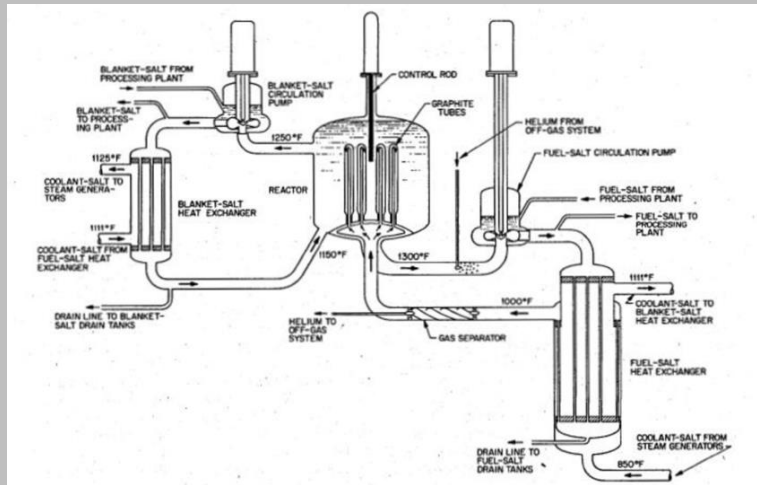 BLANKET-SALT FROM
PROCESSING PLANT
BLANKET-SALT
TO PROCESS-
ING PLANT
BLANKET-SALT
CIRCULATION
PUMP
CONTROL ROD
GRAPHITE
TUBES
HELIUM FROM
OFF-GAS SYSTEM
1250°F
FUEL-SALT CIRCULATION PUMP
1125°F
COOLANT-SALT TO
STEAM GENERA-
TORS
REACTOR
FUEL-SALT FROM
PROCESSING PLANT
BLANKET-SALT
HEAT EXCHANGER
FUEL-SALT TO
PROCESSING
PLANT
1111°F
COOLANT-SALT FROM
FUEL-SALT HEAT
EXCHANGER
1150°F
1300°F
1111°F
DRAIN LINE TO BLANKET-
SALT DRAIN TANKS
HELIUM TO
OFF-GAS
SYSTEM
1000°F
GAS SEPARATOR
COOLANT-SALT TO
BLANKET-SALT
HEAT EXCHANGER
FUEL-SALT
HEAT EXCHANGER
DRAIN LINE TO
FUEL-SALT
DRAIN TANKS
COOLANT-SALT FROM
STEAM GENERATORS
850°F